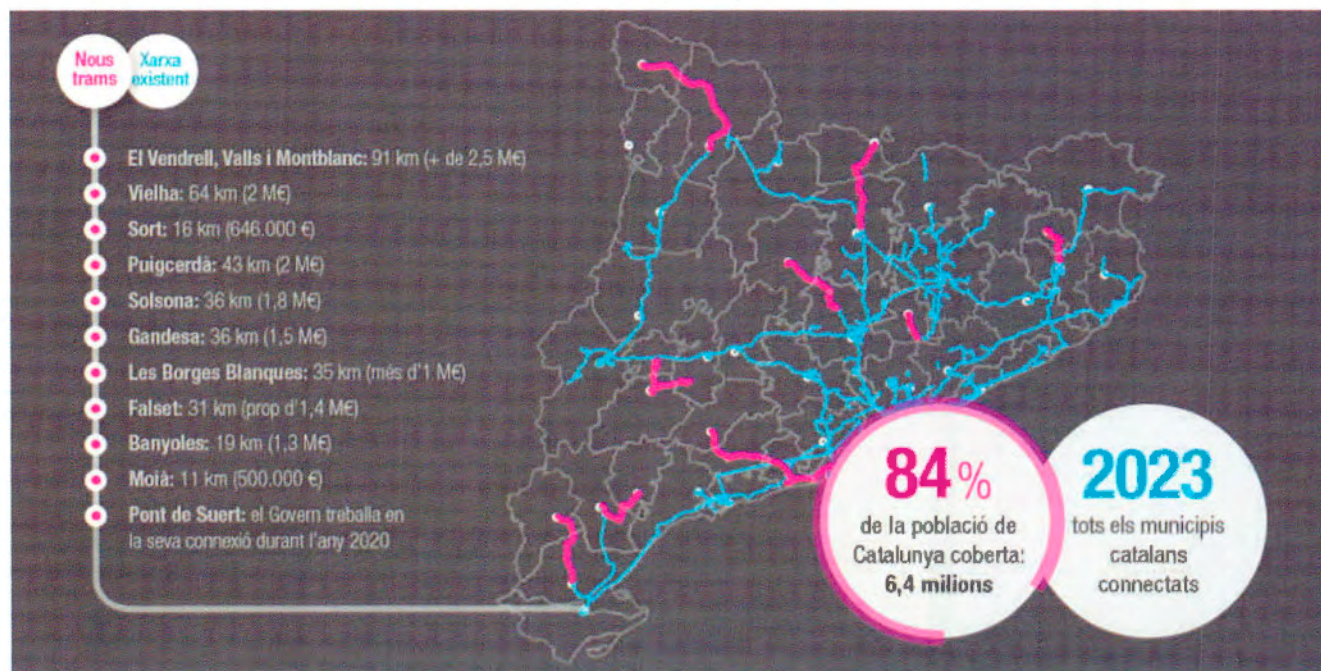 Nous
trams
Xarxa
existent
El Vendrell, Valls i Montblanc: 91 km (+ de 2,5 M€)
Vielha: 64 km (2 M€)
Sort: 16 km (646.000 €)
Puigcerdà: 43 km (2 M€)
Solsona: 36 km (1,8 M€)
Gandesa: 36 km (1,5 M€)
Les Borges Blanques: 35 km (més d'1 M€)
Falset: 31 km (prop d'1,4 M€)
Banyoles: 19 km (1,3 M€)
Moià: 11 km (500.000 €)
Pont de Suert: el Govern treballa en
la seva connexió durant l'any 2020
84%
de la població de
Catalunya coberta:
6,4 milions
2023
tots els municipis
catalans
connectats